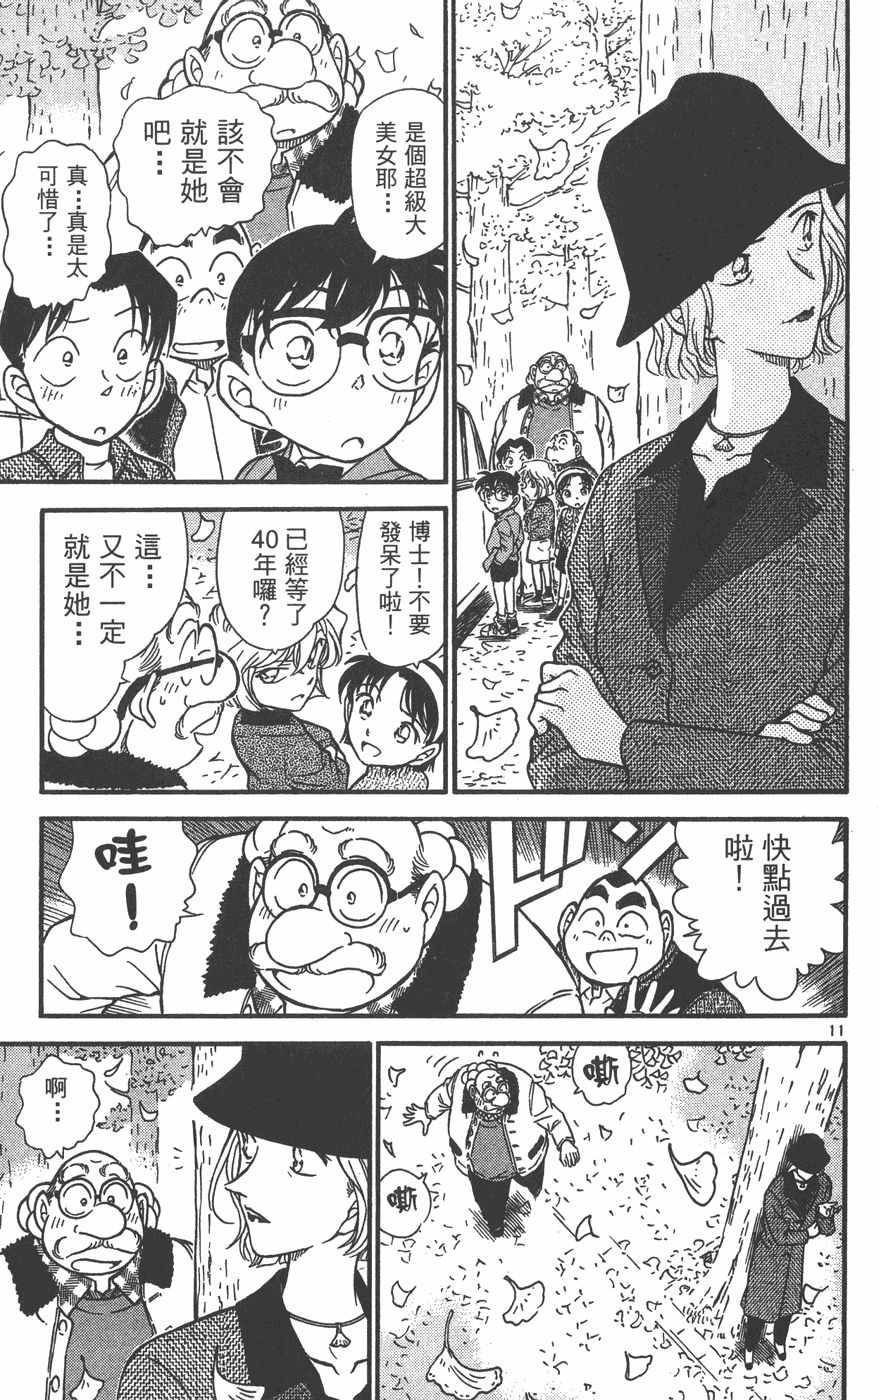 是個超級大
美女耶…
該不會
就是她
吧…
真…真是太
可惜了…
博士！不要
發呆了啦！
已經等了
40年囉？
這…
又不一定
就是她…
快點過去
啦！
ドン
哇！
11
嘶
嘶
啊…